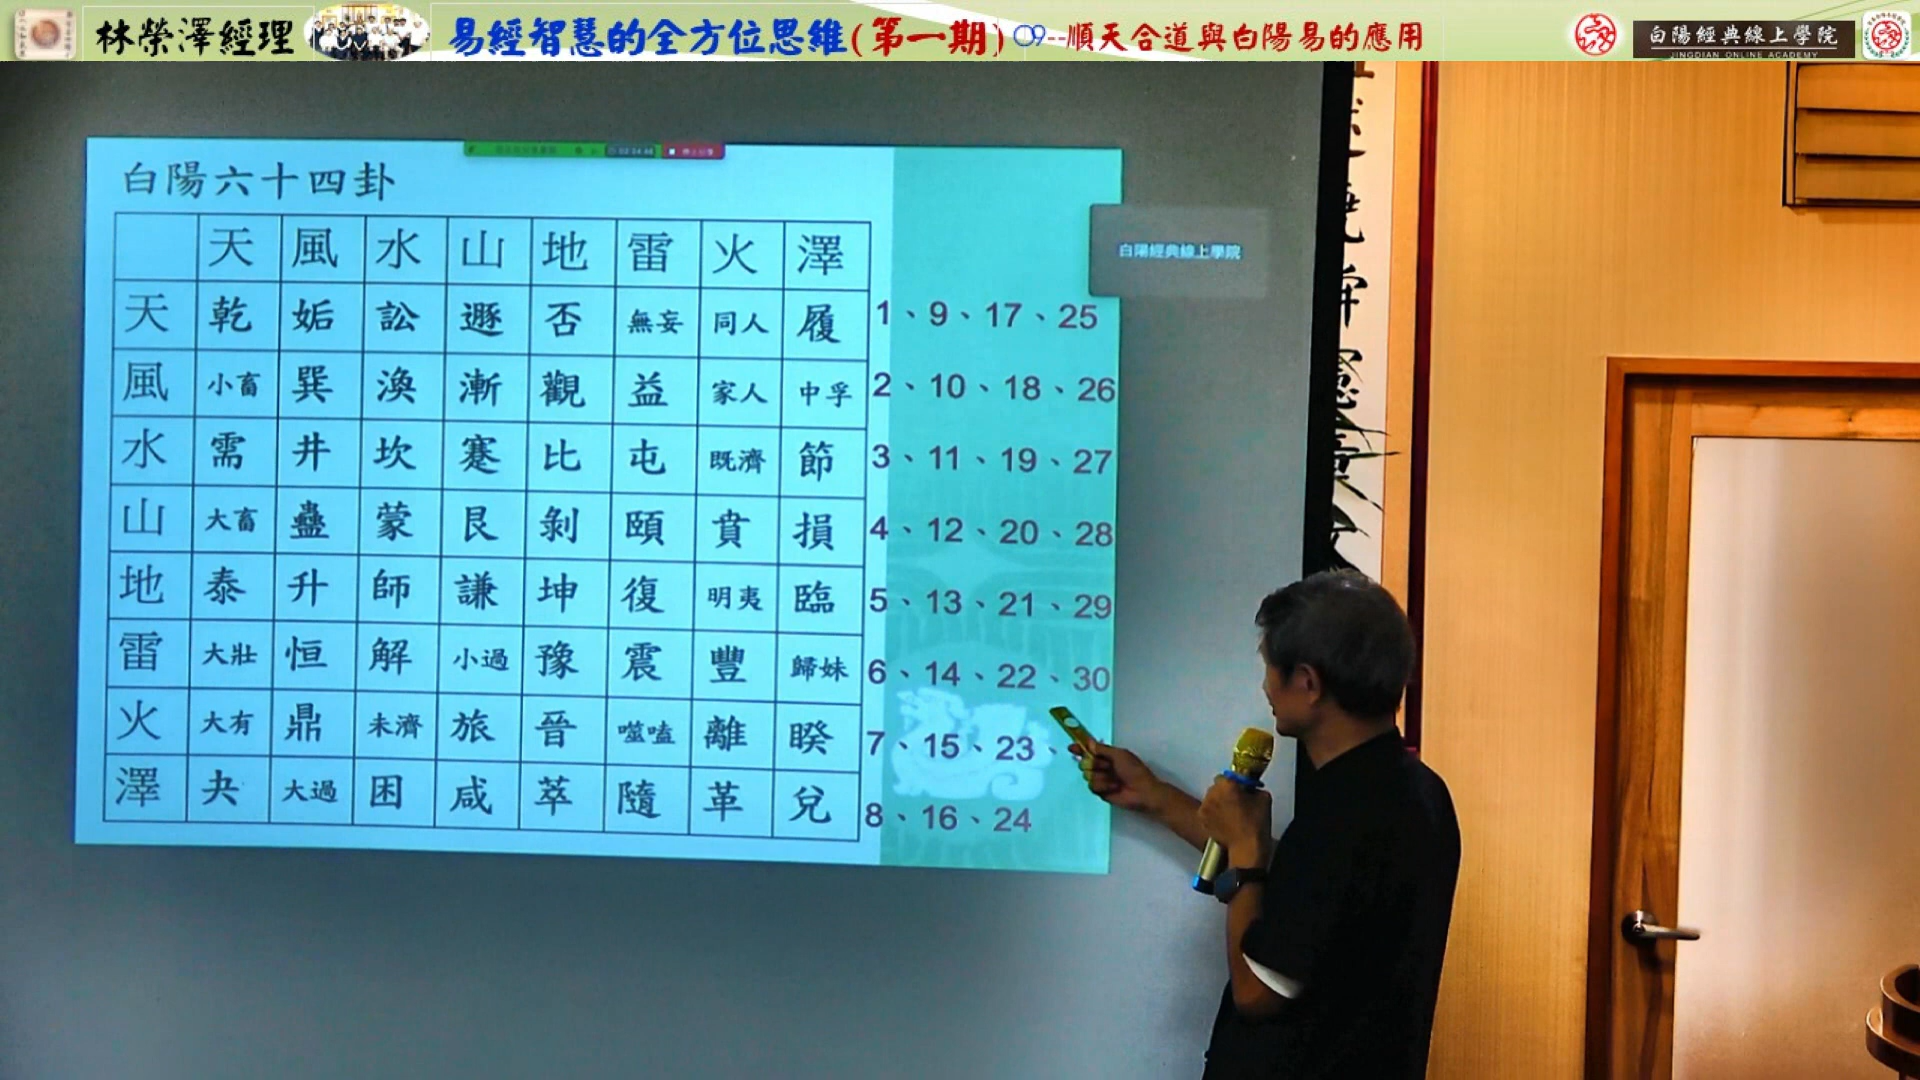 林榮澤經理 易經智慧的全方位思維(第一期) 09--順天合道與白陽易的應用 白陽經典線上學院
JINGDIAN ONLINE ACADEMY
白陽六十四卦
白陽經典線上學院
天 風 水 山 地 雷 火 澤
天 乾 姤 訟 遯 否 無妄 同人 履 1、9、17、25
風 小畜 巽 渙 漸 觀 益 家人 中孚 2、10、18、26
水 需 井 坎 蹇 比 屯 既濟 節 3、11、19、27
山 大畜 蠱 蒙 艮 剝 頤 賁 損 4、12、20、28
地 泰 升 師 謙 坤 復 明夷 臨 5、13、21、29
雷 大壯 恒 解 小過 豫 震 豐 歸妹 6、14、22、30
火 大有 鼎 未濟 旅 晉 噬嗑 離 睽 7、15、23、
澤 夬 大過 困 咸 萃 隨 革 兌 8、16、24